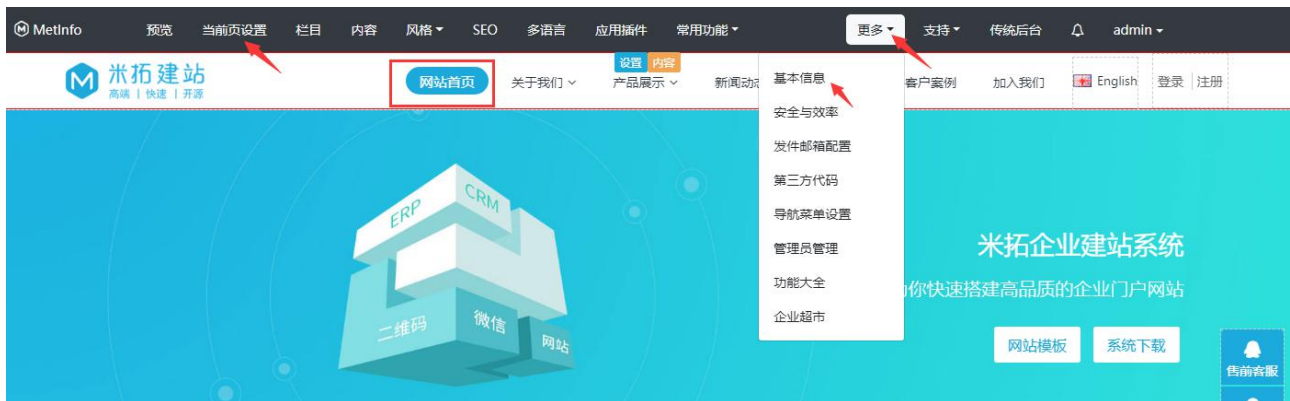 MetInfo 预览 当前页设置 栏目 内容 风格 SEO 多语言 应用插件 常用功能 更多 支持 传统后台 admin
米拓建站
高端 | 快速 | 开源
设置 内容
网站首页 关于我们 产品展示 新闻动态 客户案例 加入我们 English 登录 | 注册
基本信息
安全与效率
发件邮箱配置
第三方代码
导航菜单设置
管理员管理
功能大全
企业超市
ERP CRM
二维码 微信 网站
米拓企业建站系统
你快速搭建高品质的企业门户网站
网站模板 系统下载
售前客服